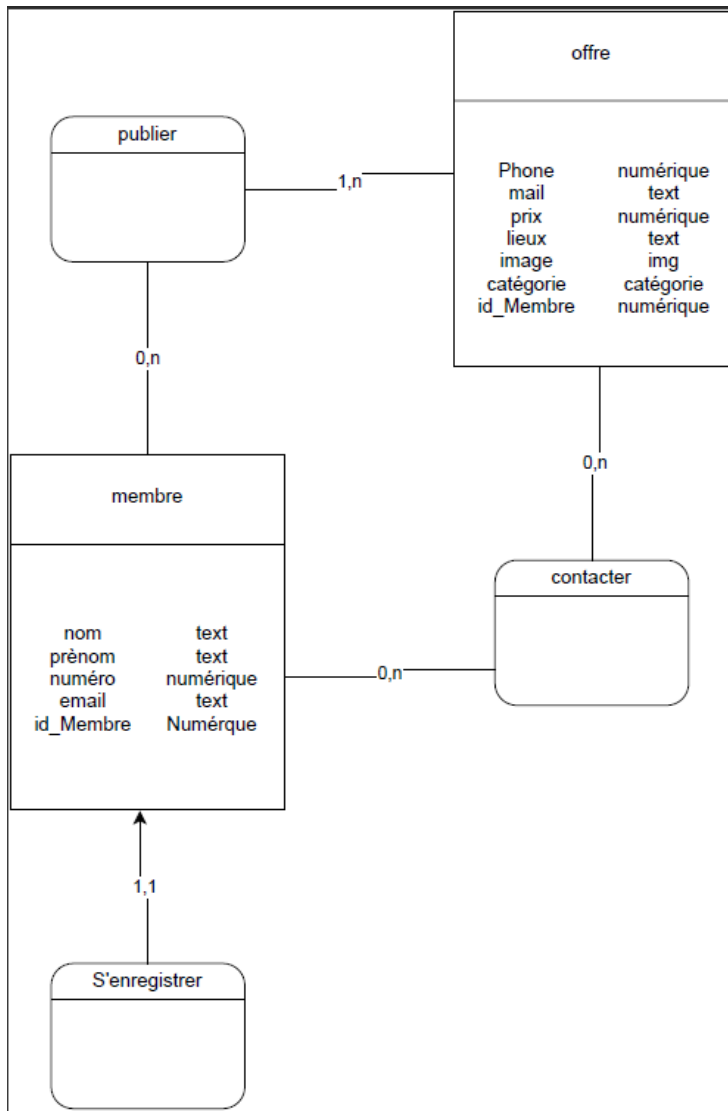 offre
publier
Phone numérique
mail text
prix numérique
lieux text
image img
catégorie catégorie
id_Membre numérique
1,n
0,n
membre
0,n
contacter
nom text
prènom text
numéro numérique
email text
id_Membre Numérque
0,n
1,1
S'enregistrer